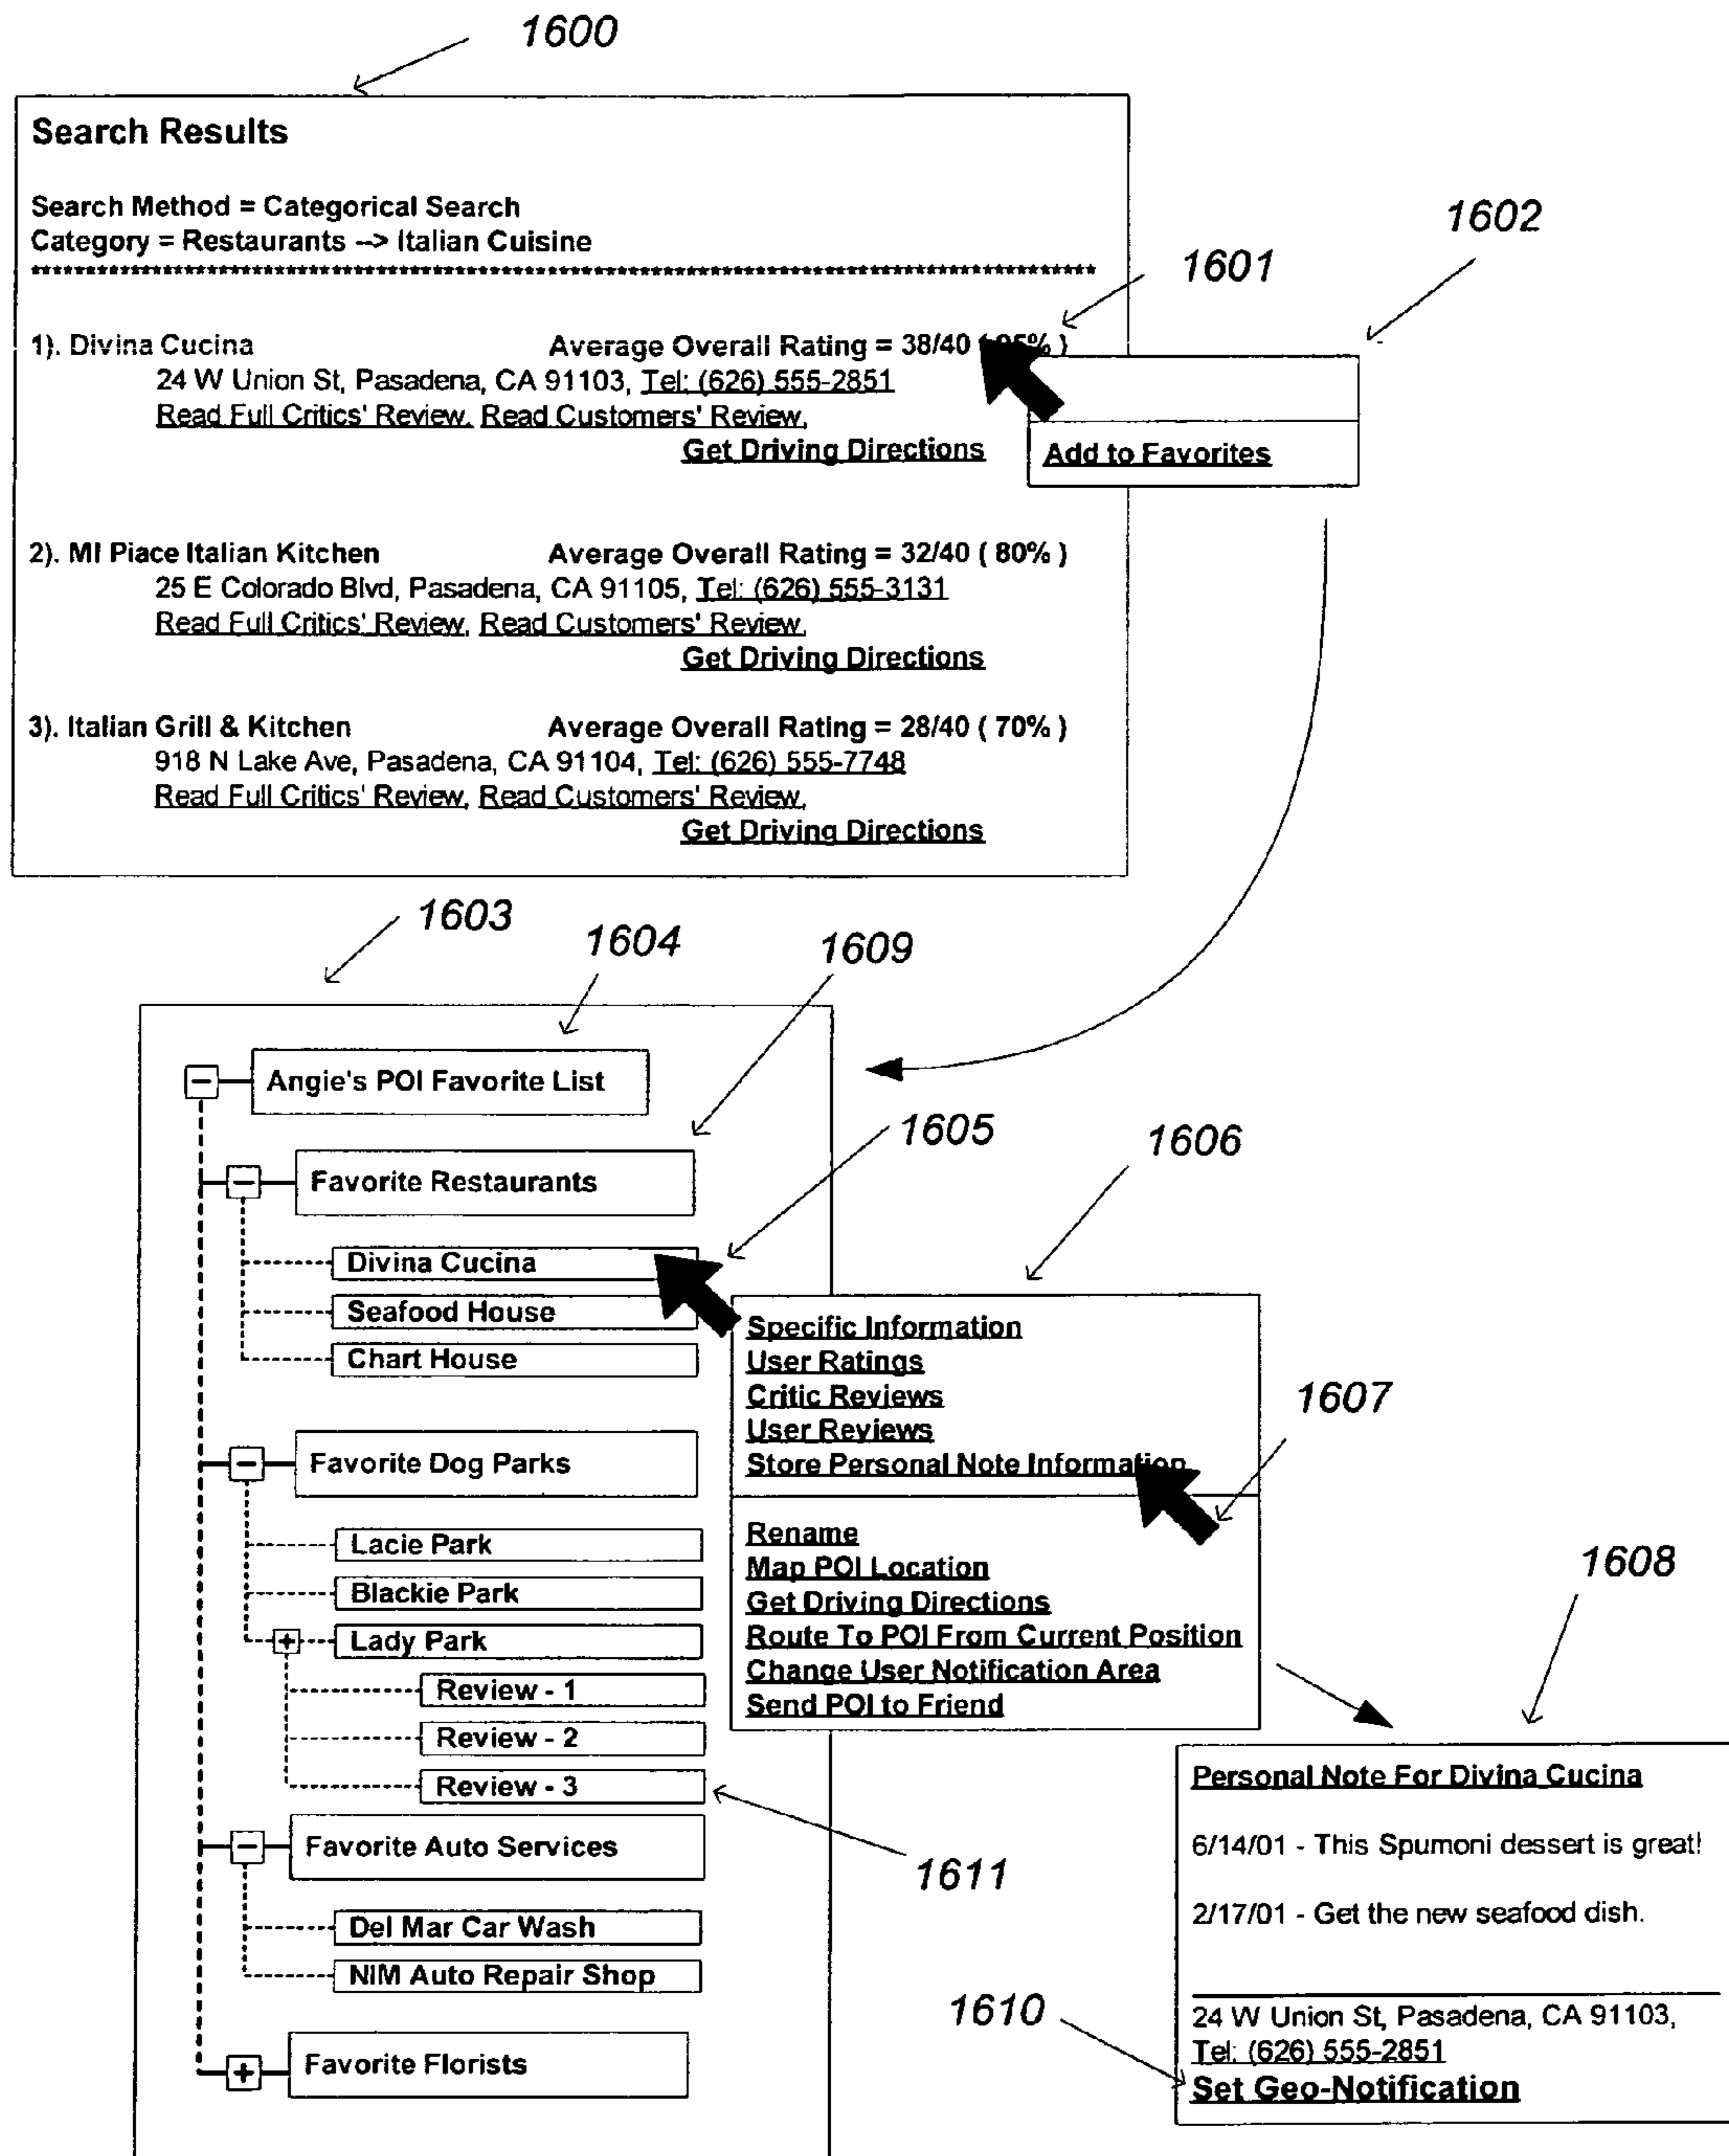 1600
Search Results
Search Method = Categorical Search
Category = Restaurants --> Italian Cuisine
*****************************************************************************************
1602
1601
1). Divina Cucina Average Overall Rating = 38/40 ( 95% )
24 W Union St, Pasadena, CA 91103, Tel: (626) 555-2851
Read Full Critics' Review, Read Customers' Review,
Get Driving Directions
Add to Favorites
2). MI Piace Italian Kitchen Average Overall Rating = 32/40 ( 80% )
25 E Colorado Blvd, Pasadena, CA 91105, Tel: (626) 555-3131
Read Full Critics' Review, Read Customers' Review,
Get Driving Directions
3). Italian Grill & Kitchen Average Overall Rating = 28/40 ( 70% )
918 N Lake Ave, Pasadena, CA 91104, Tel: (626) 555-7748
Read Full Critics' Review, Read Customers' Review,
Get Driving Directions
1603
1604
1609
Angie's POI Favorite List
1605
1606
Favorite Restaurants
Divina Cucina
Seafood House
Chart House
Specific Information
User Ratings
Critic Reviews
User Reviews
Store Personal Note Information
1607
Rename
Map POI Location
Get Driving Directions
Route To POI From Current Position
Change User Notification Area
Send POI to Friend
Favorite Dog Parks
Lacie Park
Blackie Park
Lady Park
Review - 1
Review - 2
Review - 3
1611
Favorite Auto Services
Del Mar Car Wash
NIM Auto Repair Shop
Favorite Florists
1608
Personal Note For Divina Cucina
6/14/01 - This Spumoni dessert is great!
2/17/01 - Get the new seafood dish.
24 W Union St, Pasadena, CA 91103,
Tel: (626) 555-2851
1610
Set Geo-Notification